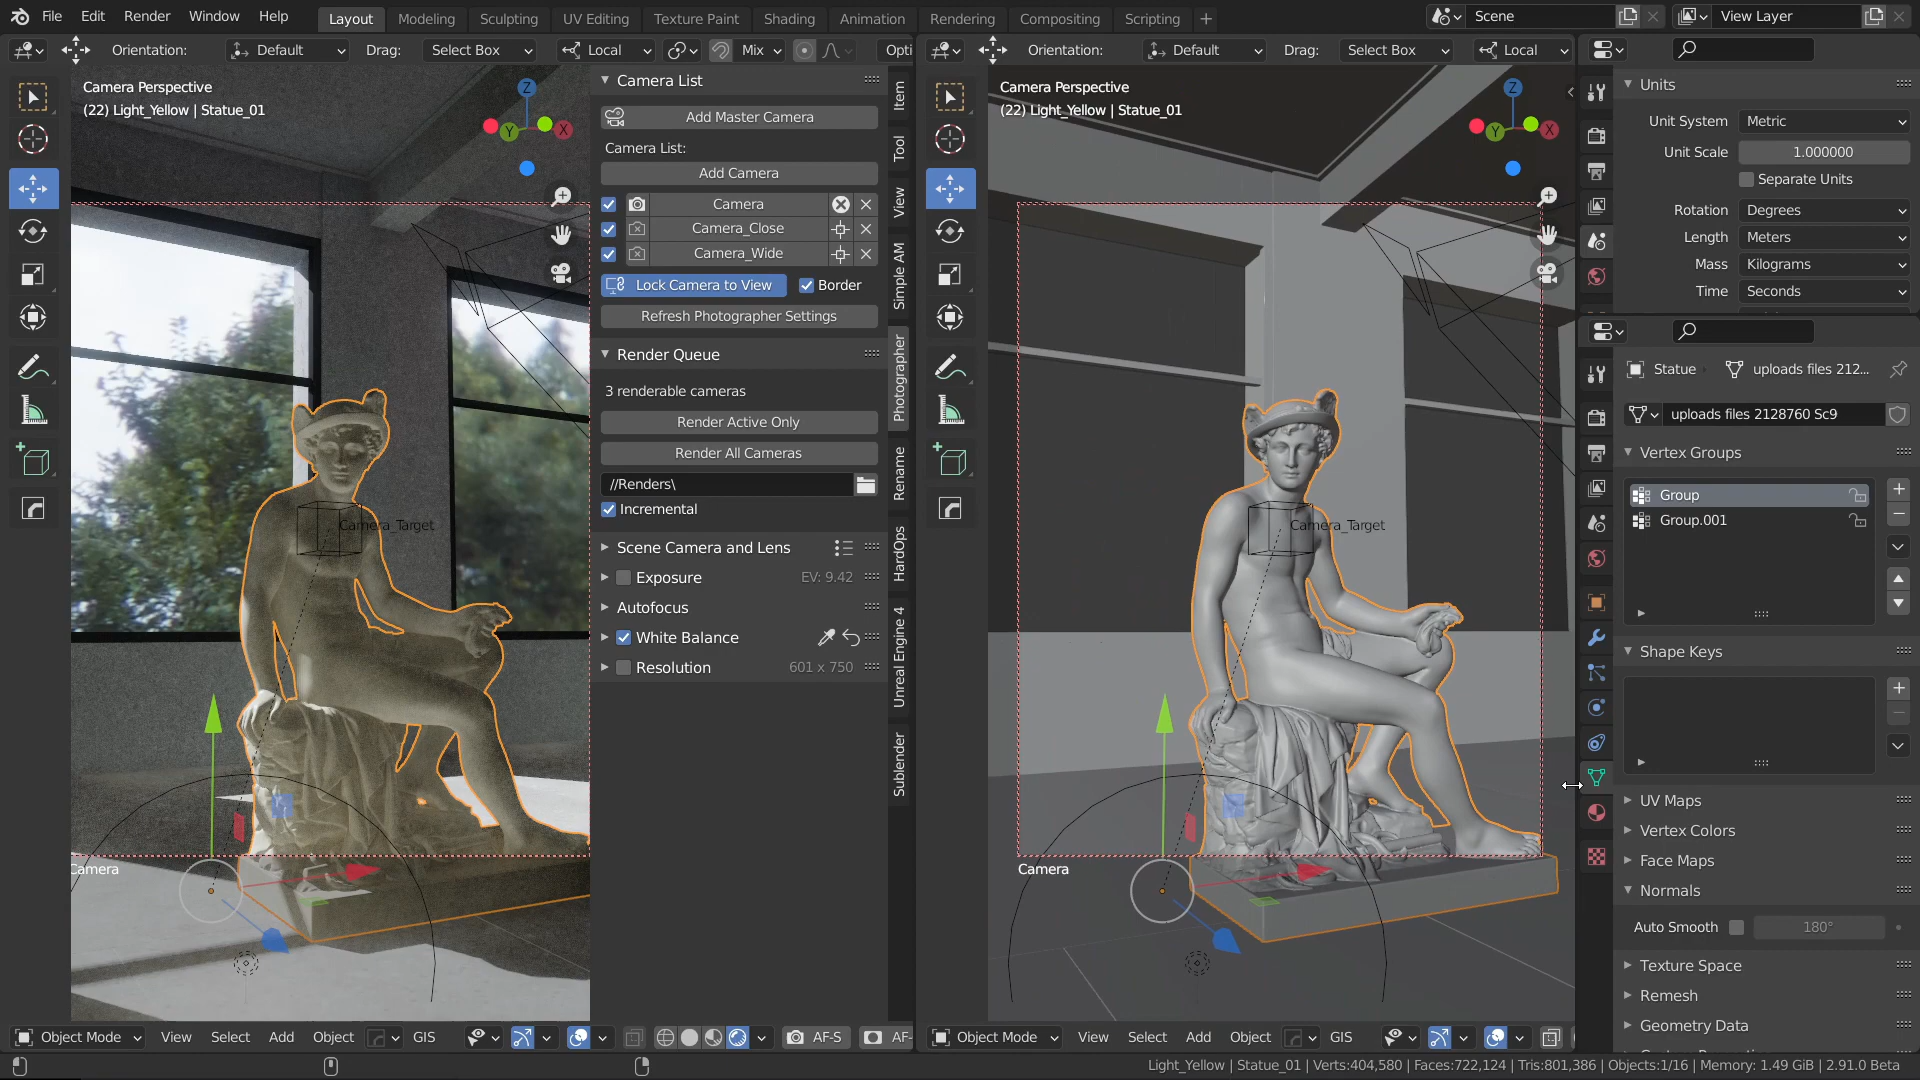 File Edit Render Window Help Layout Modeling Sculpting UV Editing Texture Paint Shading Animation Rendering Compositing Scripting + Scene View Layer
Orientation: Default Drag: Select Box Local Mix Opti
Orientation: Default Drag: Select Box Local
Camera Perspective
(22) Light_Yellow | Statue_01
Z
Y
X
Camera_Target
Camera
Camera List
Add Master Camera
Camera List:
Add Camera
Camera
Camera_Close
Camera_Wide
Lock Camera to View Border
Refresh Photographer Settings
Render Queue
3 renderable cameras
Render Active Only
Render All Cameras
//Renders\
Incremental
Scene Camera and Lens
Exposure EV: 9.42
Autofocus
White Balance
Resolution 601 x 750
Item
Tool
View
Simple AM
Photographer
Rename
HardOps
Unreal Engine 4
Sublender
Camera Perspective
(22) Light_Yellow | Statue_01
Z
Y
X
Camera_Target
Camera
Units
Unit System Metric
Unit Scale 1.000000
Separate Units
Rotation Degrees
Length Meters
Mass Kilograms
Time Seconds
Statue uploads files 212...
uploads files 2128760 Sc9
Vertex Groups
Group
Group.001
Shape Keys
UV Maps
Vertex Colors
Face Maps
Normals
Auto Smooth 180°
Texture Space
Remesh
Geometry Data
Object Mode View Select Add Object GIS AF-S AF-
Object Mode View Select Add Object GIS
Light_Yellow | Statue_01 | Verts:404,580 | Faces:722,124 | Tris:801,386 | Objects:1/16 | Memory: 1.49 GiB | 2.91.0 Beta